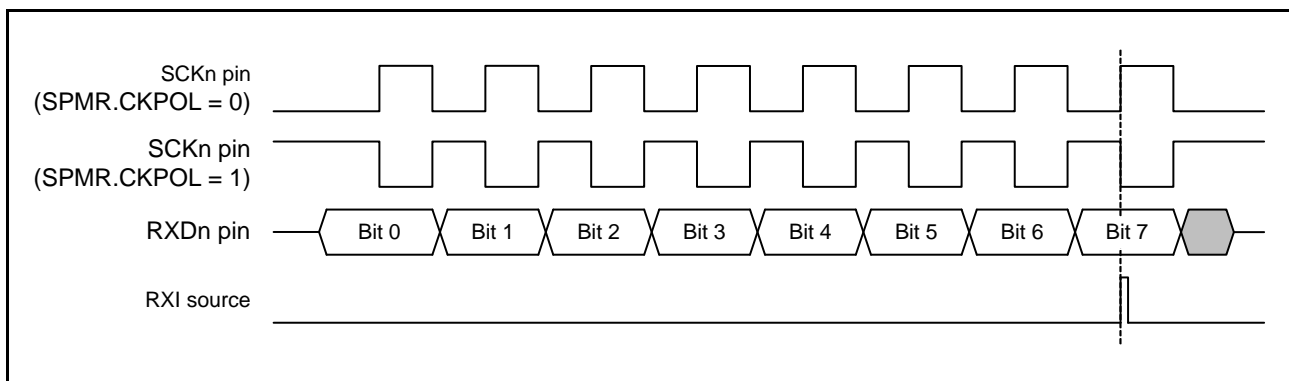 SCKn pin
(SPMR.CKPOL = 0)
SCKn pin
(SPMR.CKPOL = 1)
RXDn pin
Bit 0 Bit 1 Bit 2 Bit 3 Bit 4 Bit 5 Bit 6 Bit 7
RXI source